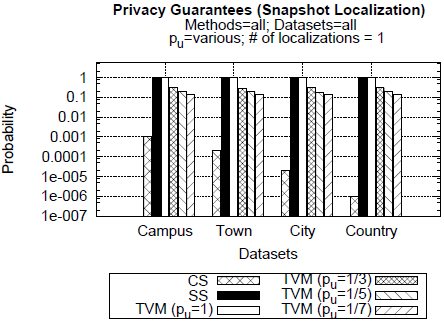 Privacy Guarantees (Snapshot Localization)
Methods=all; Datasets=all
pu=various; # of localizations = 1
Probability
1
0.1
0.01
0.001
0.0001
1e-005
1e-006
1e-007
Campus Town City Country
Datasets
CS TVM (pu=1/3)
SS TVM (pu=1/5)
TVM (pu=1) TVM (pu=1/7)